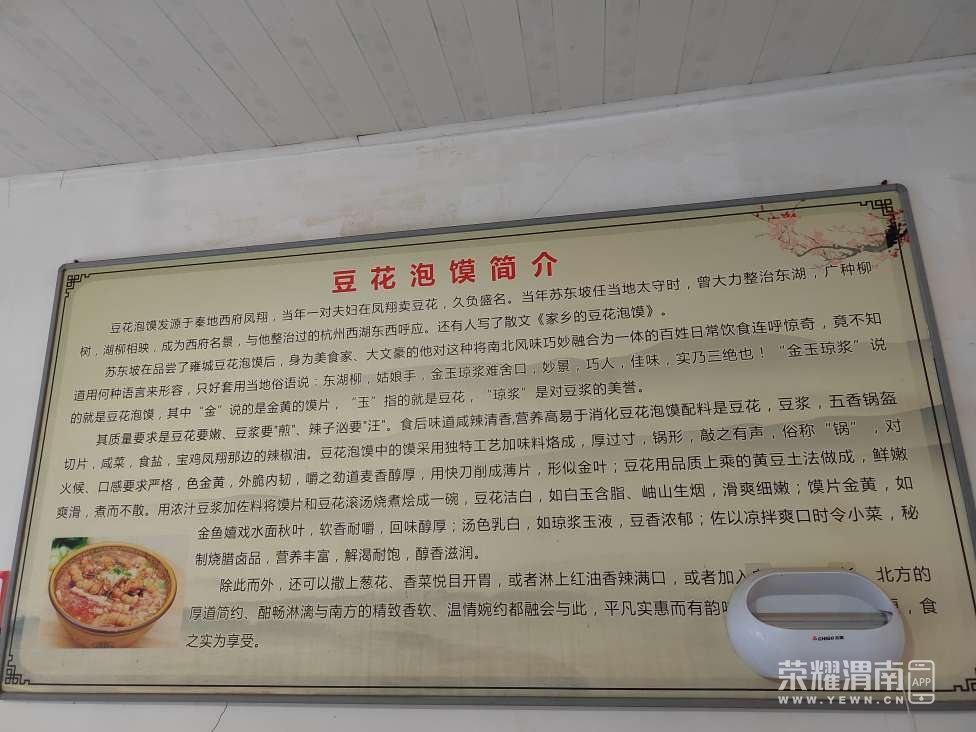 豆花泡馍简介
豆花泡馍发源于秦地西府凤翔，当年一对夫妇在凤翔卖豆花，久负盛名。当年苏东坡任当地太守时，曾大力整治东湖，广种柳
树，湖柳相映，成为西府名景，与他整治过的杭州西湖东西呼应。还有人写了散文《家乡的豆花泡馍》。
苏东坡在品尝了雍城豆花泡馍后，身为美食家、大文豪的他对这种将南北风味巧妙融合为一体的百姓日常饮食连呼惊奇，竟不知
道用何种语言来形容，只好套用当地俗语说：东湖柳，姑娘手，金玉琼浆难舍口，妙景，巧人，佳味，实乃三绝也！“金玉琼浆”说
的就是豆花泡馍，其中“金”说的是金黄的馍片，“玉”指的就是豆花，“琼浆”是对豆浆的美誉。
其质量要求是豆花要嫩、豆浆要"煎"、辣子汹要"汪"。食后味道咸辣清香,营养高易于消化豆花泡馍配料是豆花，豆浆，五香锅盔
切片，咸菜，食盐，宝鸡凤翔那边的辣椒油。豆花泡馍中的馍采用独特工艺加味料烙成，厚过寸，锅形，敲之有声，俗称“锅”，对
火候、口感要求严格，色金黄，外脆内韧，嚼之劲道麦香醇厚，用快刀削成薄片，形似金叶；豆花用品质上乘的黄豆土法做成，鲜嫩
爽滑，煮而不散。用浓汁豆浆加佐料将馍片和豆花滚汤烧煮烩成一碗，豆花洁白，如白玉含脂、岫山生烟，滑爽细嫩；馍片金黄，如
金鱼嬉戏水面秋叶，软香耐嚼，回味醇厚；汤色乳白，如琼浆玉液，豆香浓郁；佐以凉拌爽口时令小菜，秘
制烧腊卤品，营养丰富，解渴耐饱，醇香滋润。
除此而外，还可以撒上葱花、香菜悦目开胃，或者淋上红油香辣满口，或者加入 北方的
厚道简约、酣畅淋漓与南方的精致香软、温情婉约都融会与此，平凡实惠而有韵 ，食
之实为享受。
CHIGO 志高
荣耀渭南 APP
WWW.YEWN.CN